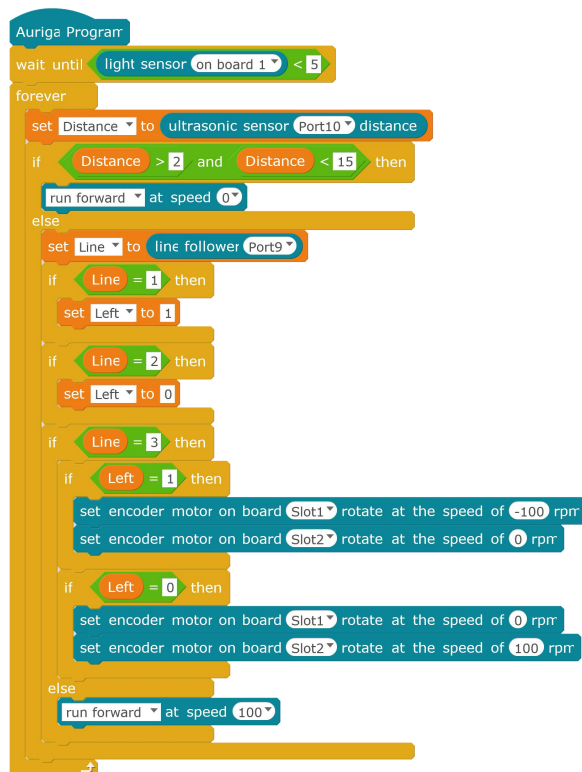 Auriga Program
wait until light sensor on board 1 < 5
forever
set Distance to ultrasonic sensor Port10 distance
if Distance > 2 and Distance < 15 then
run forward at speed 0
else
set Line to line follower Port9
if Line = 1 then
set Left to 1
if Line = 2 then
set Left to 0
if Line = 3 then
if Left = 1 then
set encoder motor on board Slot1 rotate at the speed of -100 rpm
set encoder motor on board Slot2 rotate at the speed of 0 rpm
if Left = 0 then
set encoder motor on board Slot1 rotate at the speed of 0 rpm
set encoder motor on board Slot2 rotate at the speed of 100 rpm
else
run forward at speed 100